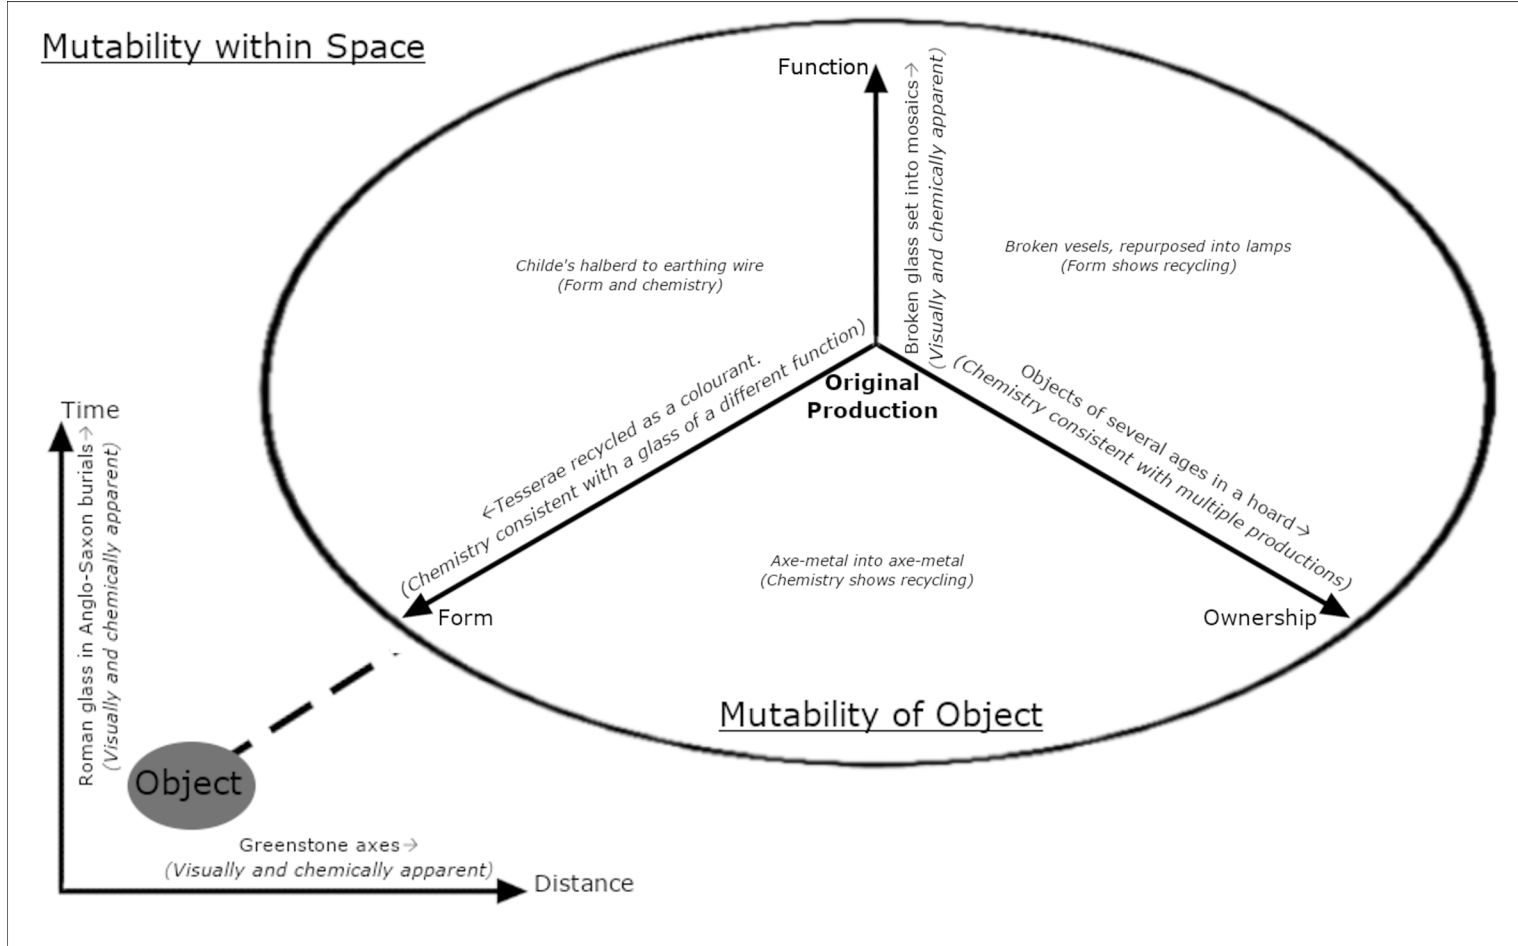 Mutability within Space
Function
Broken glass set into mosaics→
(Visually and chemically apparent)
Childe's halberd to earthing wire
(Form and chemistry)
Broken vesels, repurposed into lamps
(Form shows recycling)
←Tesserae recycled as a colourant.
(Chemistry consistent with a glass of a different function)
Original
Production
Objects of several ages in a hoard→
(Chemistry consistent with multiple productions)
Axe-metal into axe-metal
(Chemistry shows recycling)
Form
Ownership
Mutability of Object
Time
Roman glass in Anglo-Saxon burials→
(Visually and chemically apparent)
Object
Greenstone axes→
(Visually and chemically apparent)
Distance